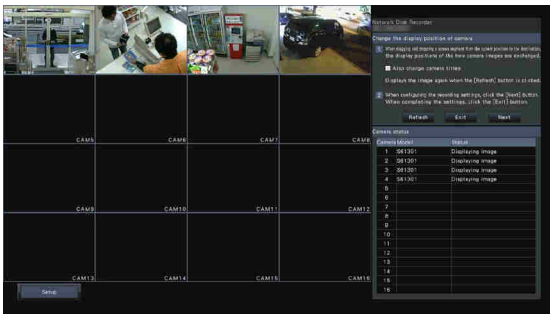 Network Disk Recorder
Change the display position of camera
1 When dragging and dropping a screen segment from the current position to the destination,
the display positions of the two camera images are exchanged.
Also change camera titles
Displays the image again when the [Refresh] button is clicked.
2 When configuring the recording settings, click the [Next] button.
When completing the settings, click the [Exit] button.
Refresh Exit Next
Camera status
Camera Model Status
1 S61301 Displaying image
2 S61301 Displaying image
3 S61301 Displaying image
4 S61301 Displaying image
5
6
7
8
9
10
11
12
13
14
15
16
CAM5 CAM6 CAM7 CAM8
CAM9 CAM10 CAM11 CAM12
CAM13 CAM14 CAM15 CAM16
Setup